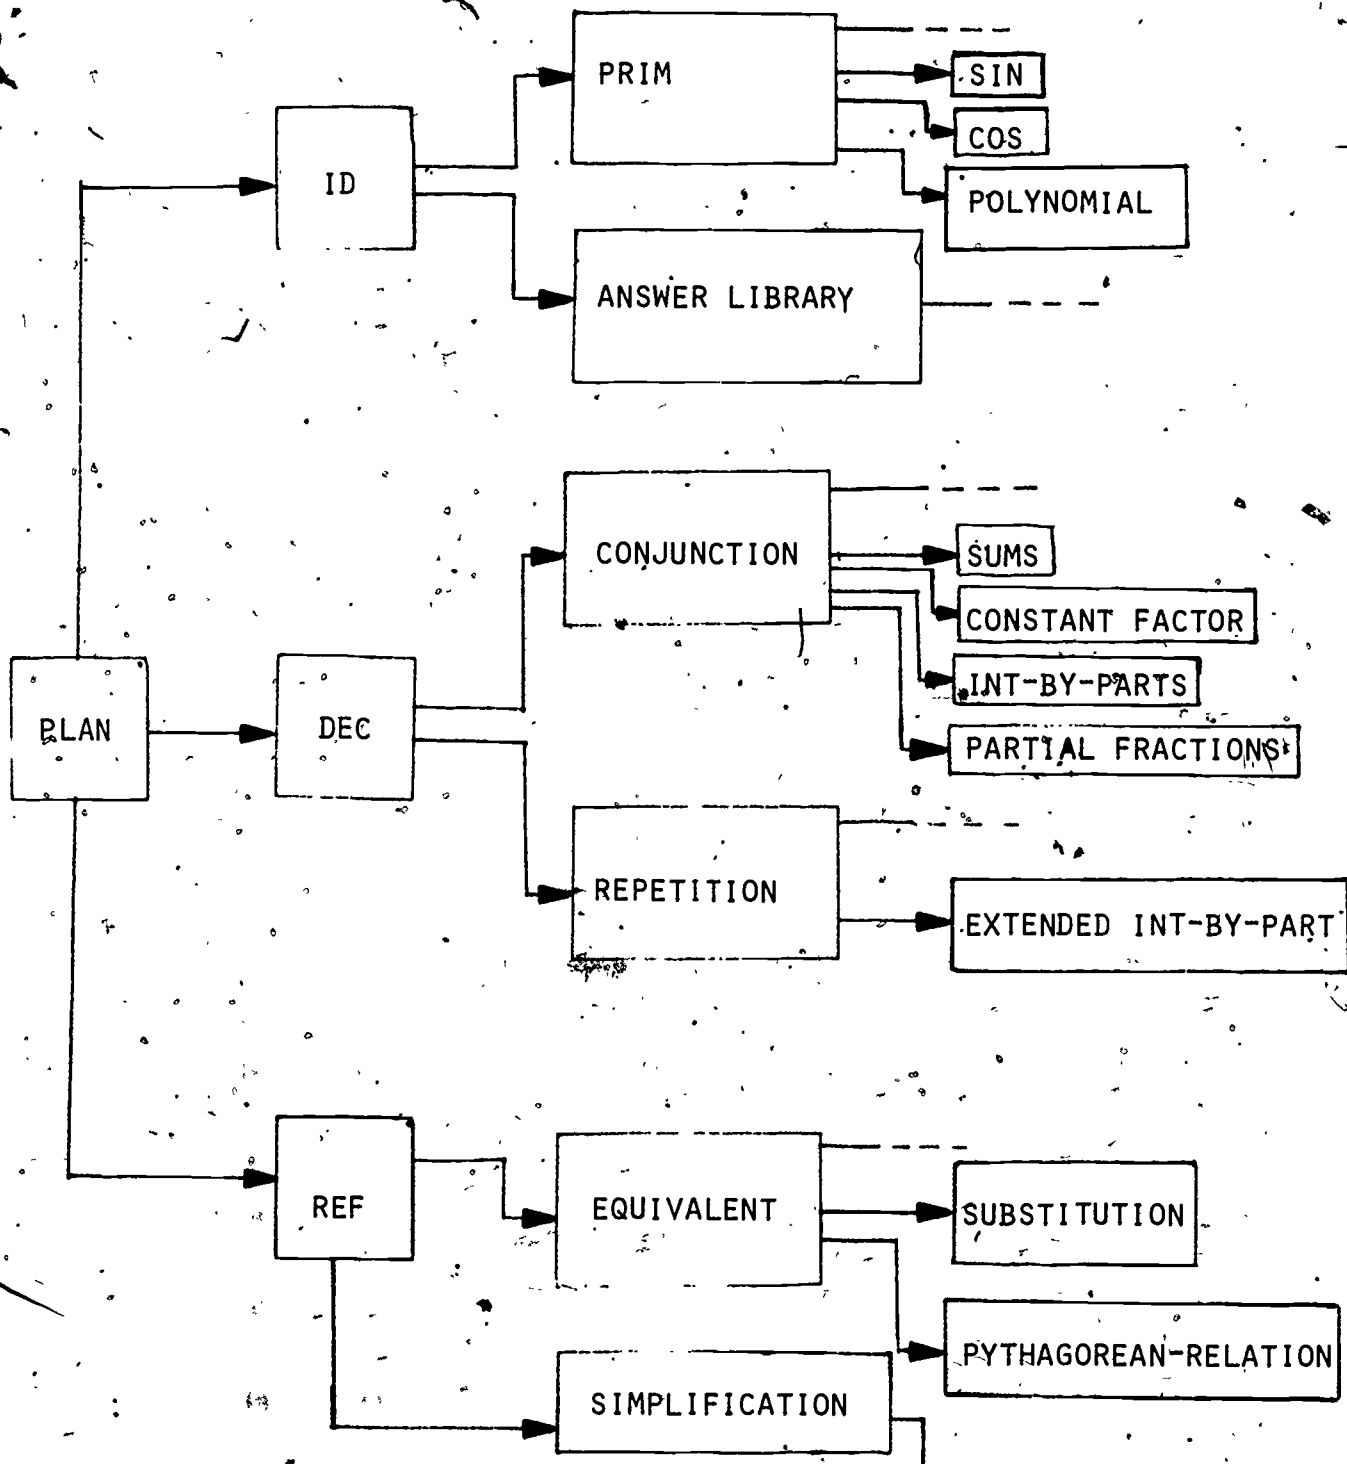 PRIM
SIN
COS
ID
POLYNOMIAL
ANSWER LIBRARY
CONJUNCTION
SUMS
CONSTANT FACTOR
INT-BY-PARTS
PLAN
DEC
PARTIAL FRACTIONS
REPETITION
EXTENDED INT-BY-PART
REF
EQUIVALENT
SUBSTITUTION
PYTHAGOREAN-RELATION
SIMPLIFICATION